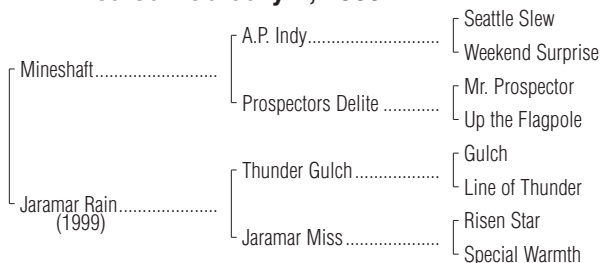 A.P. Indy........................................ Seattle Slew
Weekend Surprise
Mineshaft.....................................
Prospectors Delite ................. Mr. Prospector
Up the Flagpole
Thunder Gulch.......................... Gulch
Line of Thunder
Jaramar Rain..............................
(1999)
Jaramar Miss............................ Risen Star
Special Warmth